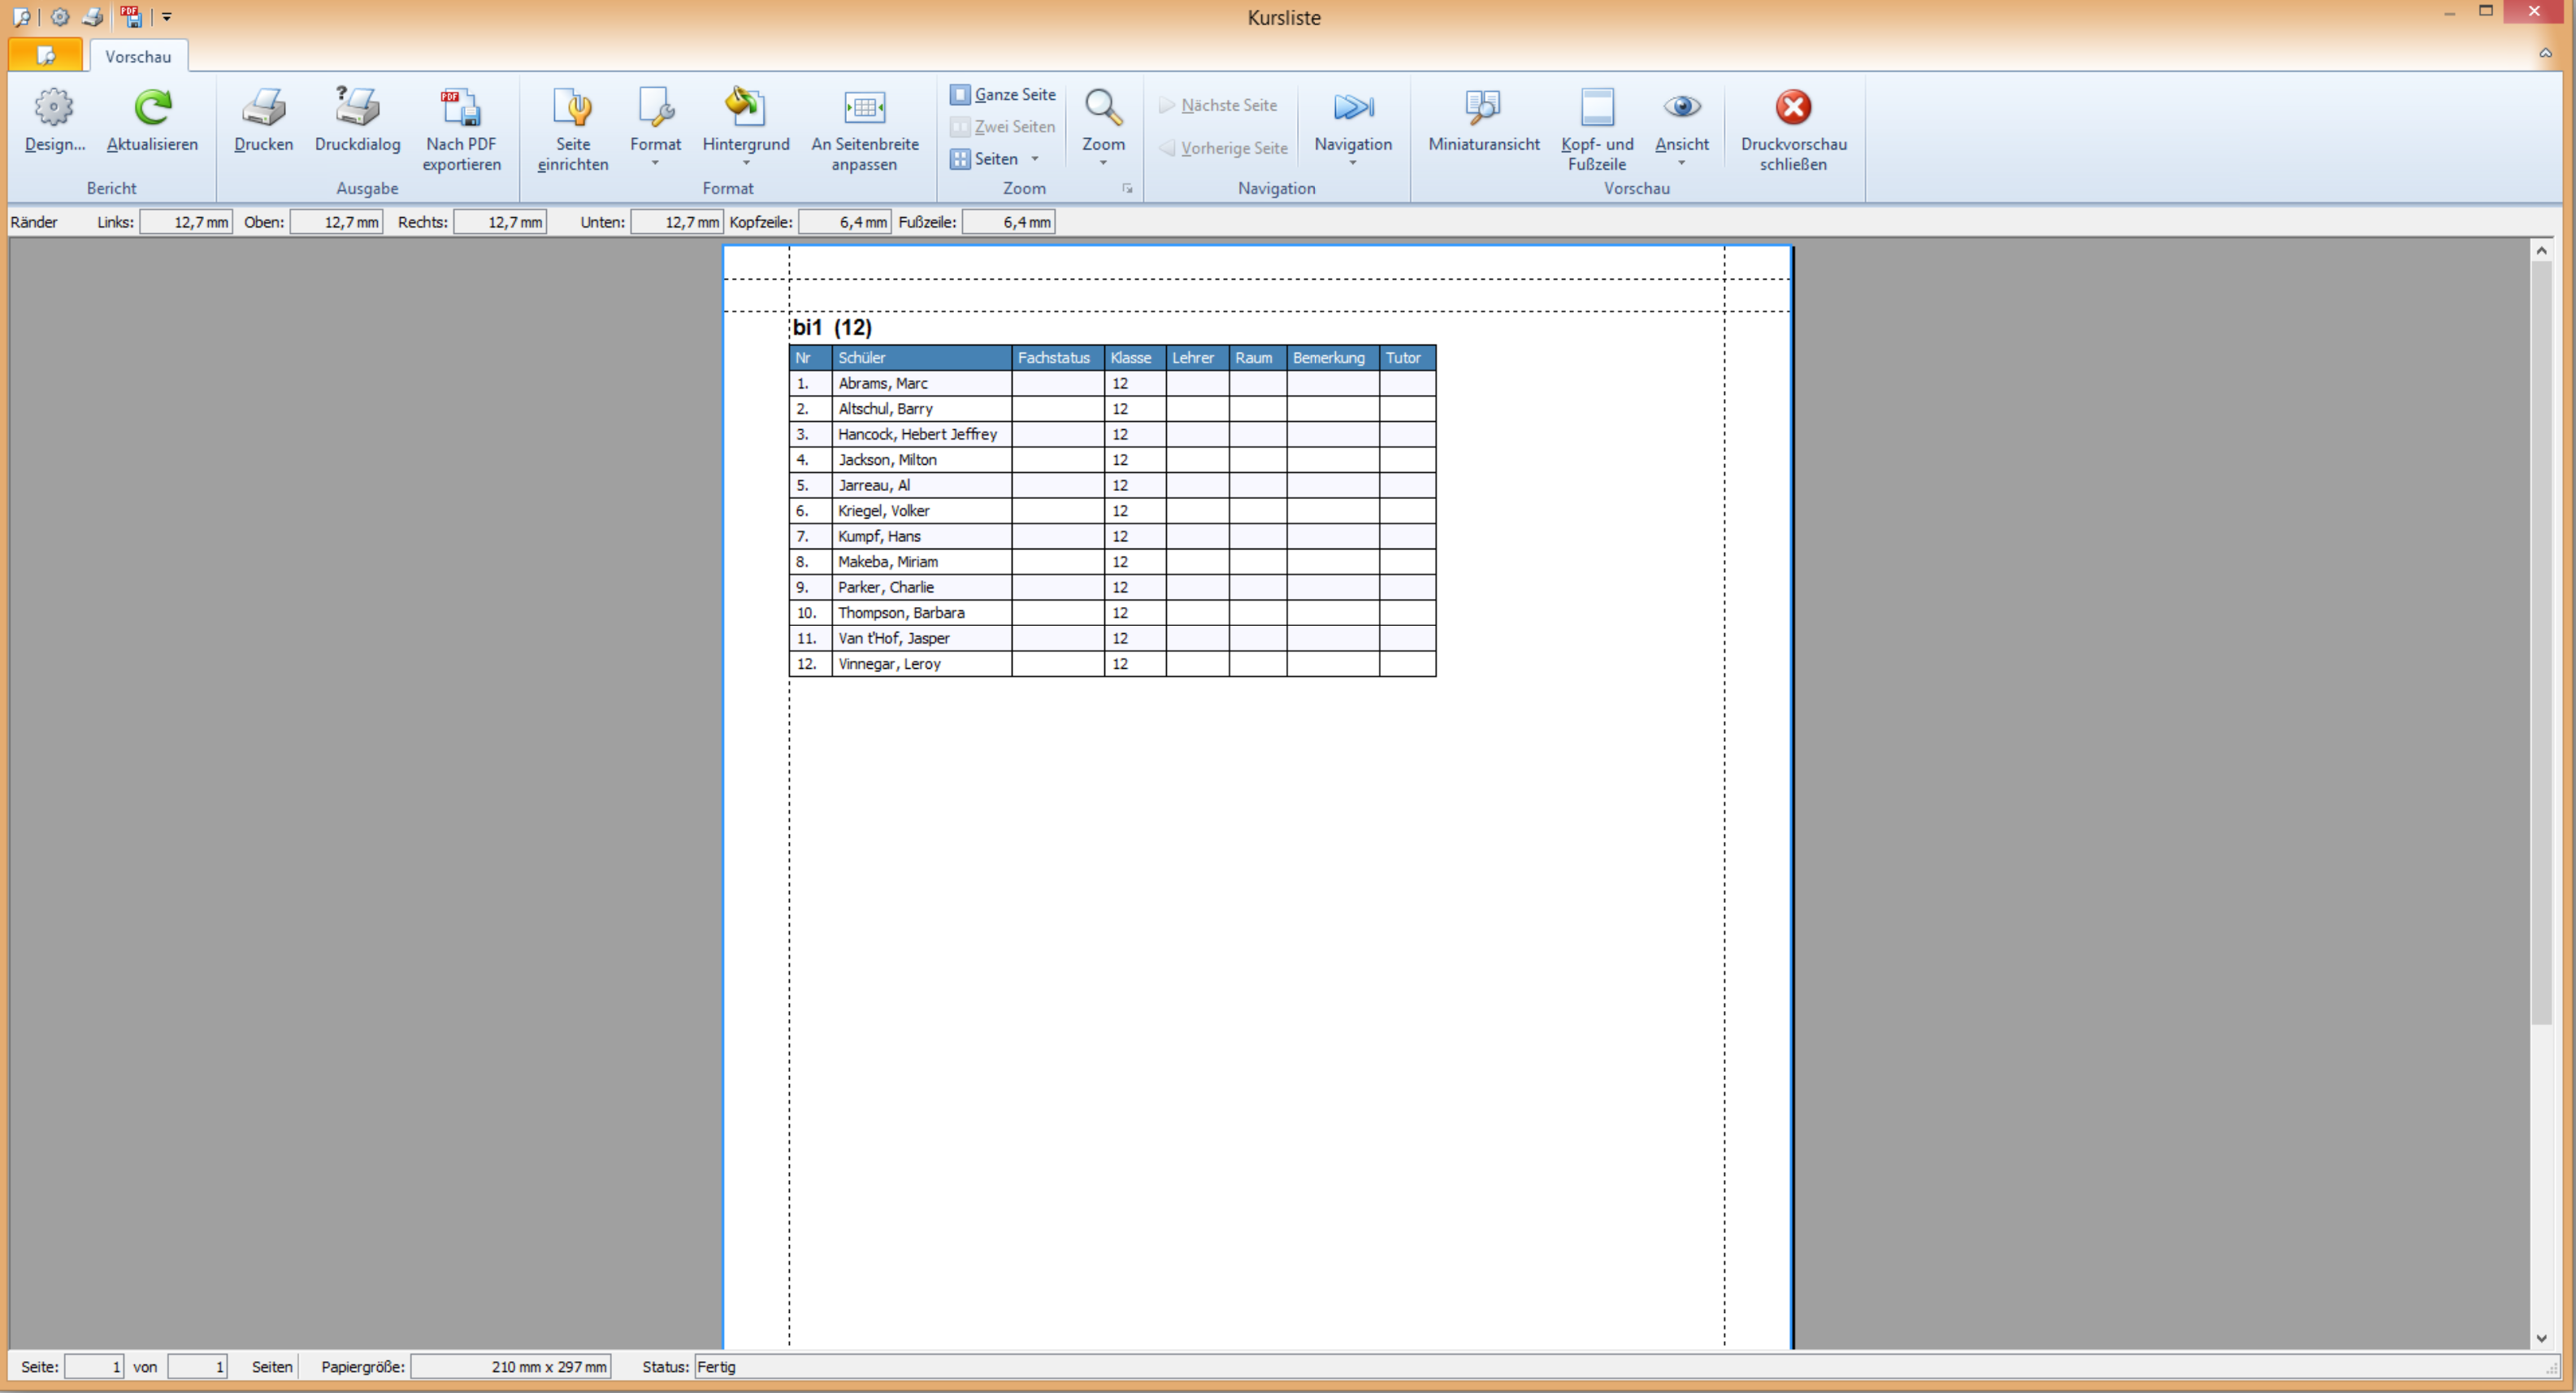 Kursliste
Vorschau
Design... Aktualisieren Drucken Druckdialog Nach PDF exportieren Seite einrichten Format Hintergrund An Seitenbreite anpassen Ganze Seite Zwei Seiten Seiten Zoom Nächste Seite Vorherige Seite Navigation Miniaturansicht Kopf- und Fußzeile Ansicht Druckvorschau schließen
Bericht Ausgabe Format Zoom Navigation Vorschau
Ränder Links: 12,7 mm Oben: 12,7 mm Rechts: 12,7 mm Unten: 12,7 mm Kopfzeile: 6,4 mm Fußzeile: 6,4 mm
bi1 (12)
Nr Schüler Fachstatus Klasse Lehrer Raum Bemerkung Tutor
1. Abrams, Marc 12
2. Altschul, Barry 12
3. Hancock, Hebert Jeffrey 12
4. Jackson, Milton 12
5. Jarreau, Al 12
6. Kriegel, Volker 12
7. Kumpf, Hans 12
8. Makeba, Miriam 12
9. Parker, Charlie 12
10. Thompson, Barbara 12
11. Van t'Hof, Jasper 12
12. Vinnegar, Leroy 12
Seite: 1 von 1 Seiten Papiergröße: 210 mm x 297 mm Status: Fertig